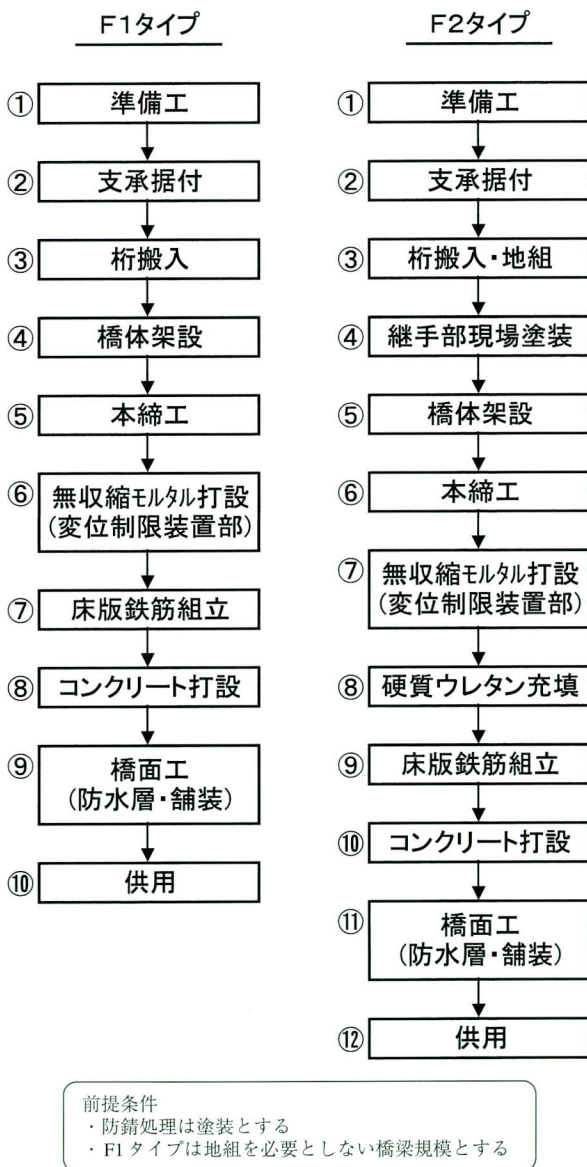 F1タイプ
① 準備工
② 支承据付
③ 桁搬入
④ 橋体架設
⑤ 本締工
⑥ 無収縮モルタル打設
(変位制限装置部)
⑦ 床版鉄筋組立
⑧ コンクリート打設
⑨ 橋面工
(防水層・舗装)
⑩ 供用
F2タイプ
① 準備工
② 支承据付
③ 桁搬入・地組
④ 継手部現場塗装
⑤ 橋体架設
⑥ 本締工
⑦ 無収縮モルタル打設
(変位制限装置部)
⑧ 硬質ウレタン充填
⑨ 床版鉄筋組立
⑩ コンクリート打設
⑪ 橋面工
(防水層・舗装)
⑫ 供用
前提条件
・防錆処理は塗装とする
・F1タイプは地組を必要としない橋梁規模とする